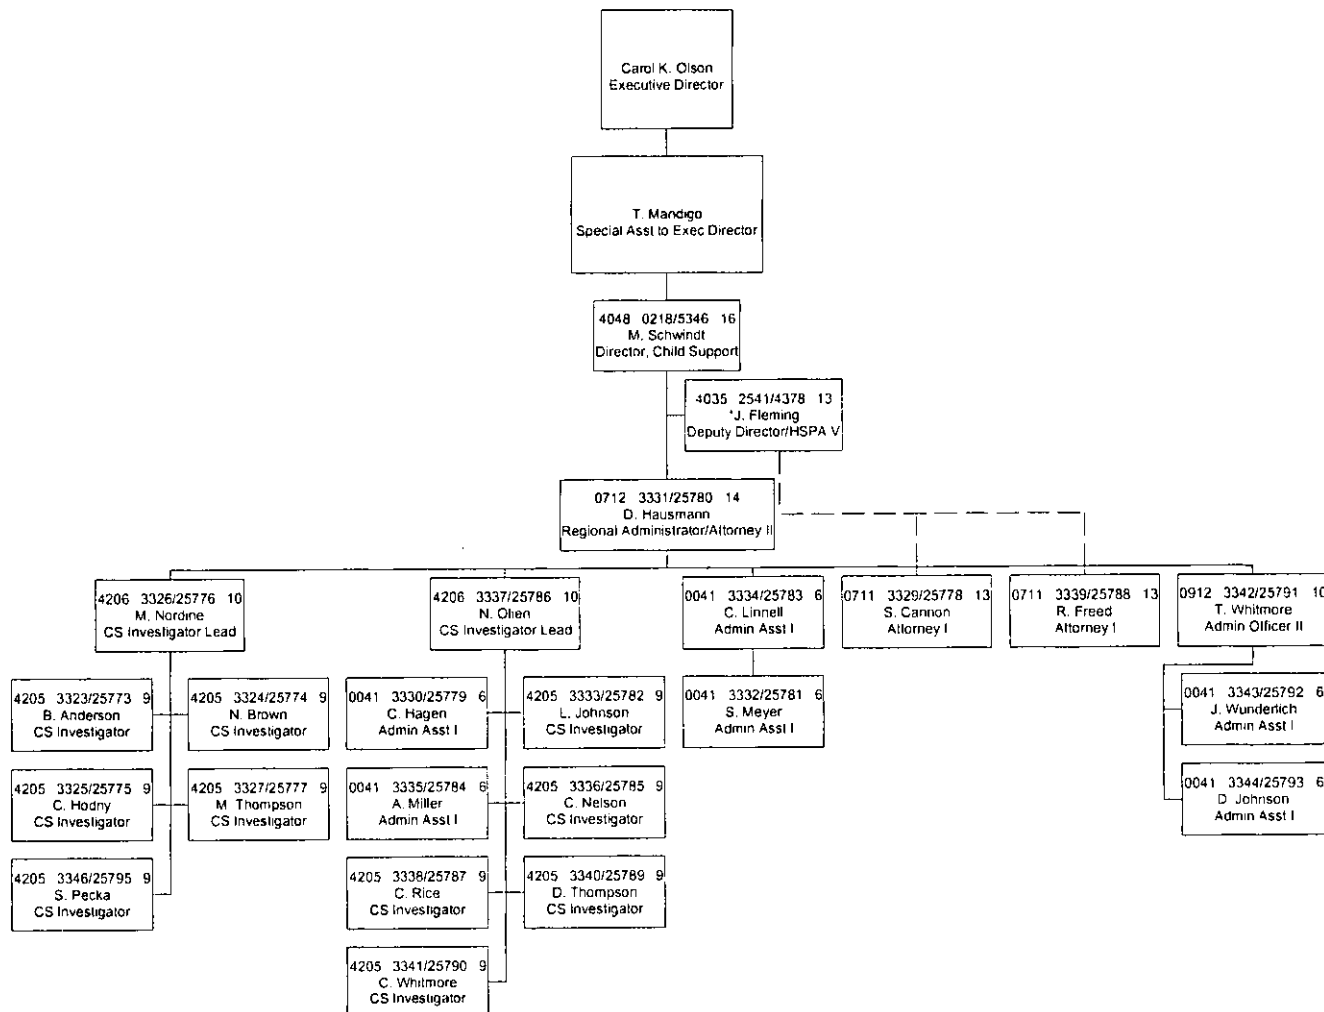 Carol K. Olson
Executive Director
T. Mandigo
Special Asst to Exec Director
4048 0218/5346 16
M. Schwindt
Director, Child Support
4035 2541/4378 13
*J. Fleming
Deputy Director/HSPA V
0712 3331/25780 14
D. Hausmann
Regional Administrator/Attorney II
4206 3326/25776 10
M. Nordine
CS Investigator Lead
4206 3337/25786 10
N. Olien
CS Investigator Lead
0041 3334/25783 6
C. Linnell
Admin Asst I
0711 3329/25778 13
S. Cannon
Attorney I
0711 3339/25788 13
R. Freed
Attorney I
0912 3342/25791 10
T. Whitmore
Admin Officer II
4205 3323/25773 9
B. Anderson
CS Investigator
4205 3324/25774 9
N. Brown
CS Investigator
0041 3330/25779 6
C. Hagen
Admin Asst I
4205 3333/25782 9
L. Johnson
CS Investigator
0041 3332/25781 6
S. Meyer
Admin Asst I
0041 3343/25792 6
J. Wunderlich
Admin Asst I
4205 3325/25775 9
C. Hodny
CS Investigator
4205 3327/25777 9
M. Thompson
CS Investigator
0041 3335/25784 6
A. Miller
Admin Asst I
4205 3336/25785 9
C. Nelson
CS Investigator
0041 3344/25793 6
D. Johnson
Admin Asst I
4205 3346/25795 9
S. Pecka
CS Investigator
4205 3338/25787 9
C. Rice
CS Investigator
4205 3340/25789 9
D. Thompson
CS Investigator
4205 3341/25790 9
C. Whitmore
CS Investigator